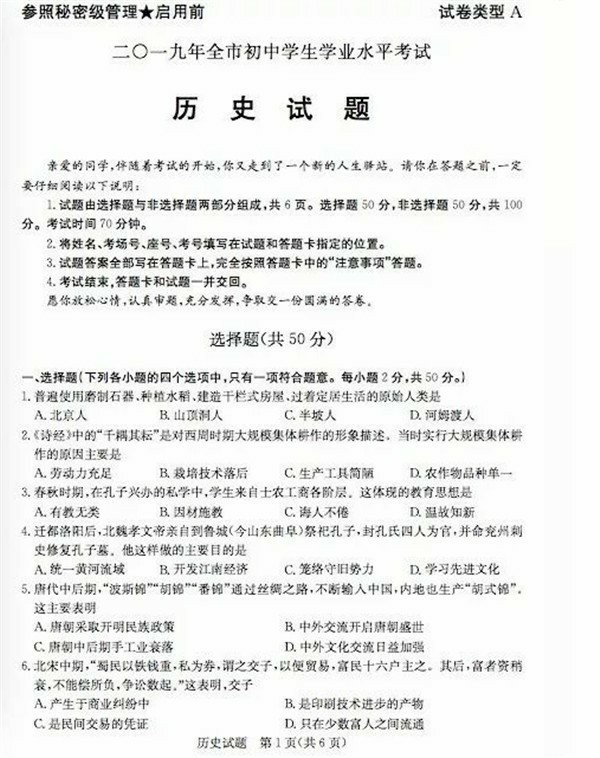 参照秘密级管理★启用前 试卷类型 A
二〇一九年全市初中学生学业水平考试
历 史 试 题
亲爱的同学,伴随着考试的开始,你又走到了一个新的人生驿站。请你在答题之前,一定
要仔细阅读以下说明:
1.试题由选择题与非选择题两部分组成,共 6 页。选择题 50 分,非选择题 50 分,共 100
分。考试时间 70 分钟。
2.将姓名、考场号、座号、考号填写在试题和答题卡指定的位置。
3.试题答案全部写在答题卡上,完全按照答题卡中的“注意事项”答题。
4.考试结束,答题卡和试题一并交回。
愿你放松心情,认真审题,充分发挥,争取交一份圆满的答卷。
选择题(共 50 分)
一、选择题(下列各小题的四个选项中,只有一项符合题意。每小题 2 分,共 50 分。)
1.普遍使用磨制石器、种植水稻、建造干栏式房屋,过着定居生活的原始人类是
A.北京人 B.山顶洞人 C.半坡人 D.河姆渡人
2.《诗经》中的“千耦其耘”是对西周时期大规模集体耕作的形象描述。当时实行大规模集体耕
作的原因主要是
A.劳动力充足 B.栽培技术落后 C.生产工具简陋 D.农作物品种单一
3.春秋时期,在孔子兴办的私学中,学生来自士农工商各阶层。这体现的教育思想是
A.有教无类 B.因材施教 C.诲人不倦 D.温故知新
4.迁都洛阳后,北魏孝文帝亲自到鲁城(今山东曲阜)祭祀孔子,封孔氏四人为官,并命兖州刺
史修复孔子墓。他这样做的主要目的是
A.统一黄河流域 B.开发江南经济 C.笼络守旧势力 D.学习先进文化
5.唐代中后期,“波斯锦”“胡锦”“番锦”通过丝绸之路,不断输入中国,内地也生产“胡式锦”。
这主要表明
A.唐朝采取开明民族政策 B.中外交流开启唐朝盛世
C.唐朝中后期手工业衰落 D.中外文化交流日益加强
6.北宋中期,“蜀民以铁钱重,私为券,谓之交子,以便贸易,富民十六户主之。其后,富者资稍
衰,不能偿所负,争讼数起。”这表明,交子
A.产生于商业纠纷中 B.是印刷技术进步的产物
C.是民间交易的凭证 D.只在少数富人之间流通
历史试题 第 1 页(共 6 页)